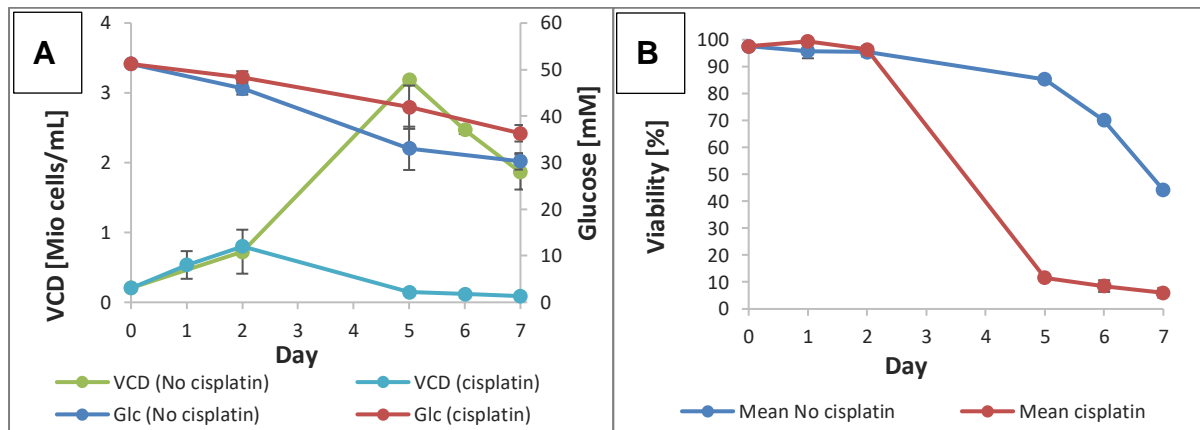 A
VCD [Mio cells/mL]
4
3
2
1
0
60
50
40
30
20
10
0
Glucose [mM]
0 1 2 3 4 5 6 7
Day
VCD (No cisplatin) VCD (cisplatin)
Glc (No cisplatin) Glc (cisplatin)
B
Viability [%]
100
90
80
70
60
50
40
30
20
10
0
0 1 2 3 4 5 6 7
Day
Mean No cisplatin Mean cisplatin